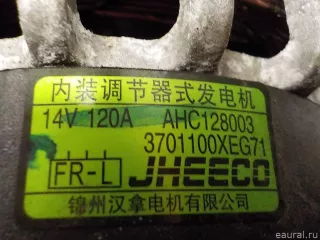 内装调节器式发电机
14V 120A AHC128003
3701100XEG71
FR-L JHEECO
锦州汉拿电机有限公司
eaural.ru